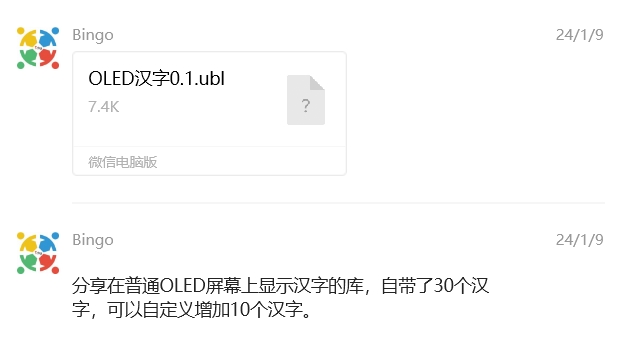 Bingo 24/1/9
OLED汉字0.1.ubl
7.4K
?
微信电脑版
Bingo 24/1/9
分享在普通OLED屏幕上显示汉字的库，自带了30个汉
字，可以自定义增加10个汉字。